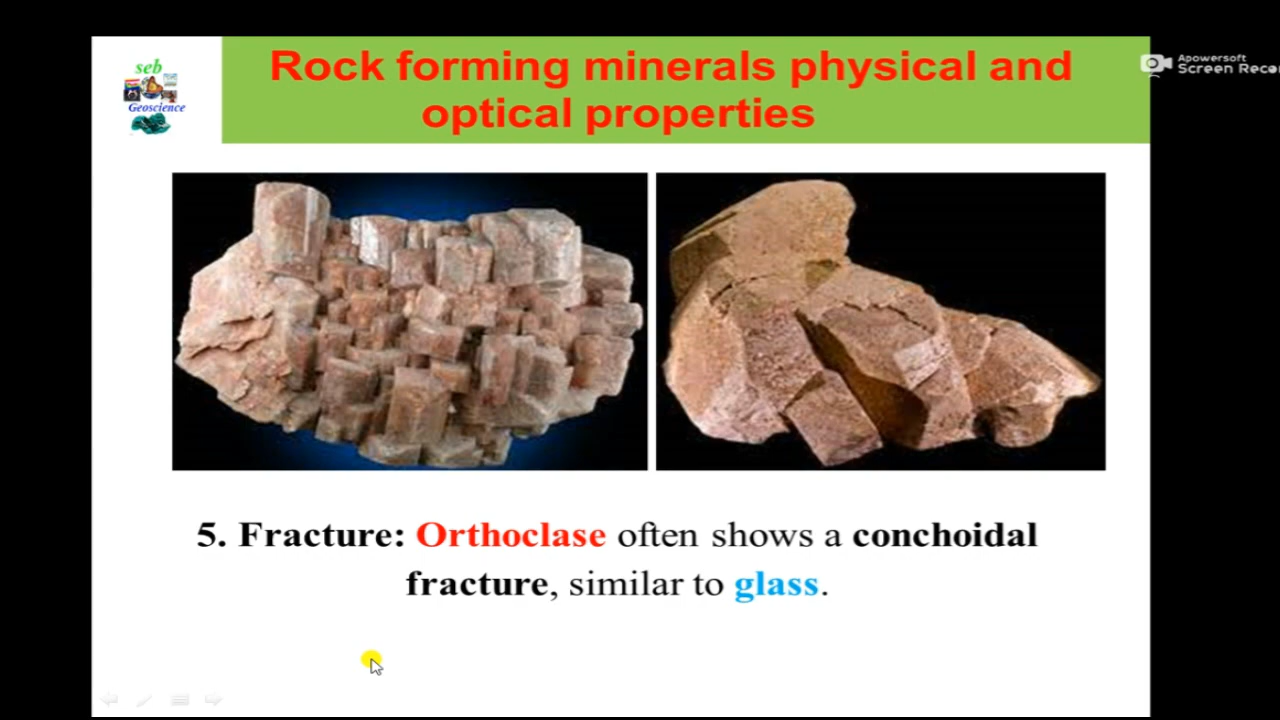 seb
Geoscience
Rock forming minerals physical and
optical properties
Apowersoft
Screen Recor
5. Fracture: Orthoclase often shows a conchoidal
fracture, similar to glass.